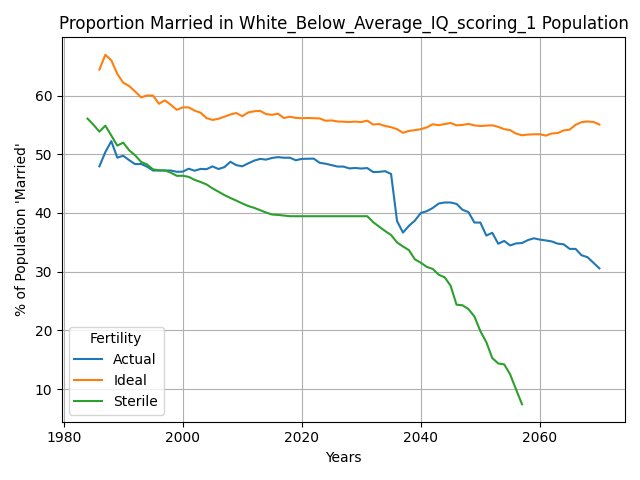 Proportion Married in White_Below_Average_IQ_scoring_1 Population
% of Population 'Married'
60
50
40
30
20
10
Fertility
Actual
Ideal
Sterile
1980 2000 2020 2040 2060
Years